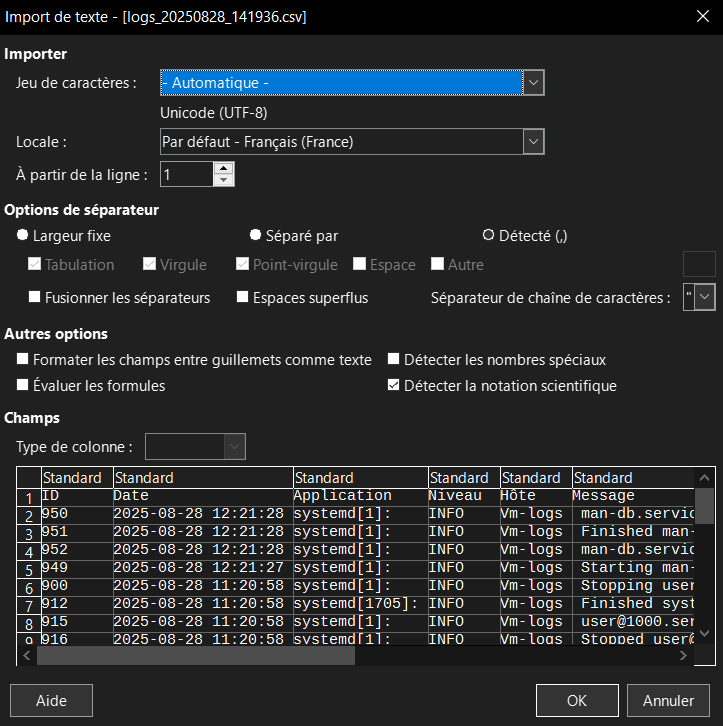 Import de texte - [logs_20250828_141936.csv]
Importer
Jeu de caractères : - Automatique -
Unicode (UTF-8)
Locale : Par défaut - Français (France)
À partir de la ligne : 1
Options de séparateur
Largeur fixe Séparé par Détecté (,)
Tabulation Virgule Point-virgule Espace Autre
Fusionner les séparateurs Espaces superflus Séparateur de chaîne de caractères : "
Autres options
Formater les champs entre guillemets comme texte Détecter les nombres spéciaux
Évaluer les formules Détecter la notation scientifique
Champs
Type de colonne :
Standard Standard Standard Standard Standard Standard
1 ID Date Application Niveau Hôte Message
2 950 2025-08-28 12:21:28 systemd[1]: INFO Vm-logs man-db.servic
3 951 2025-08-28 12:21:28 systemd[1]: INFO Vm-logs Finished man-
4 952 2025-08-28 12:21:28 systemd[1]: INFO Vm-logs man-db.servic
5 949 2025-08-28 12:21:27 systemd[1]: INFO Vm-logs Starting man-
6 900 2025-08-28 11:20:58 systemd[1]: INFO Vm-logs Stopping user
7 912 2025-08-28 11:20:58 systemd[1705]: INFO Vm-logs Finished syst
8 915 2025-08-28 11:20:58 systemd[1]: INFO Vm-logs user@1000.ser
9 916 2025-08-28 11:20:58 systemd[1]: INFO Vm-logs Stopped user@
Aide OK Annuler